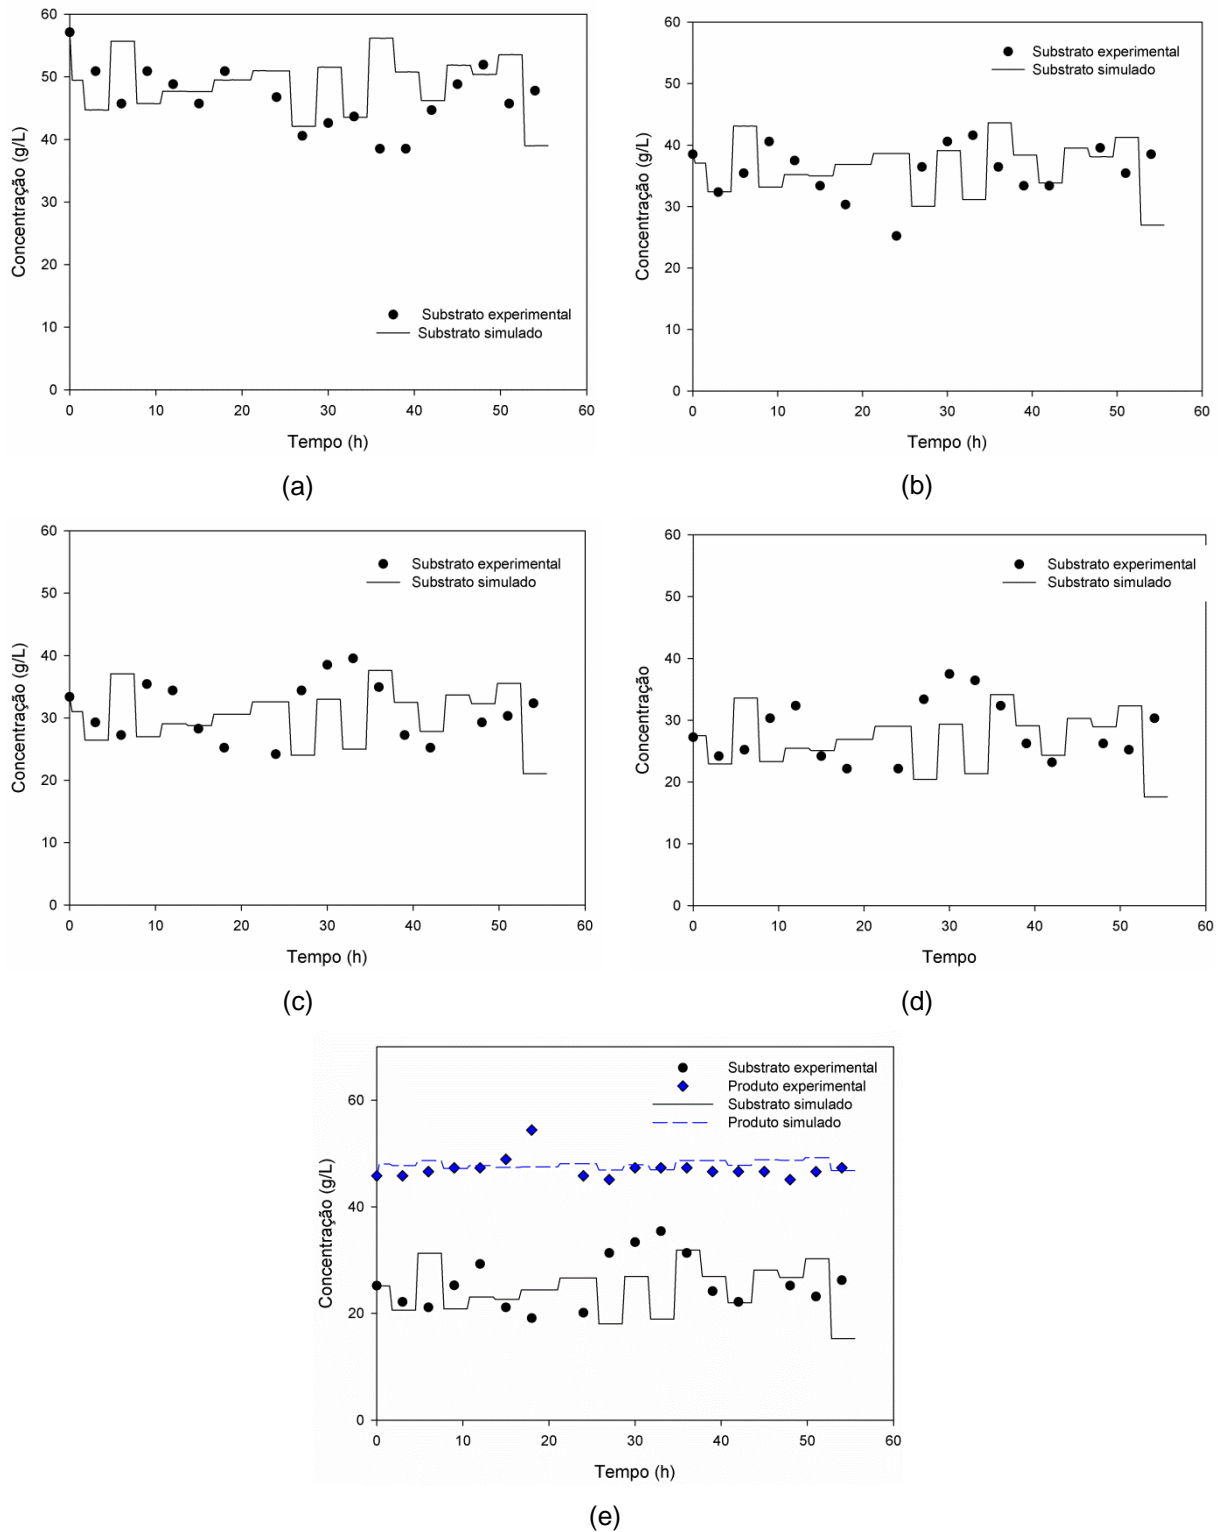 60
50
40
30
20
10
0
Concentração (g/L)
Substrato experimental
Substrato simulado
0 10 20 30 40 50 60
Tempo (h)
(a)
60
50
40
30
20
10
0
Concentração (g/L)
Substrato experimental
Substrato simulado
0 10 20 30 40 50 60
Tempo (h)
(b)
60
50
40
30
20
10
0
Concentração (g/L)
Substrato experimental
Substrato simulado
0 10 20 30 40 50 60
Tempo (h)
(c)
60
50
40
30
20
10
0
Concentração
Substrato experimental
Substrato simulado
0 10 20 30 40 50 60
Tempo
(d)
60
40
20
0
Concentração (g/L)
Substrato experimental
Produto experimental
Substrato simulado
Produto simulado
0 10 20 30 40 50 60
Tempo (h)
(e)